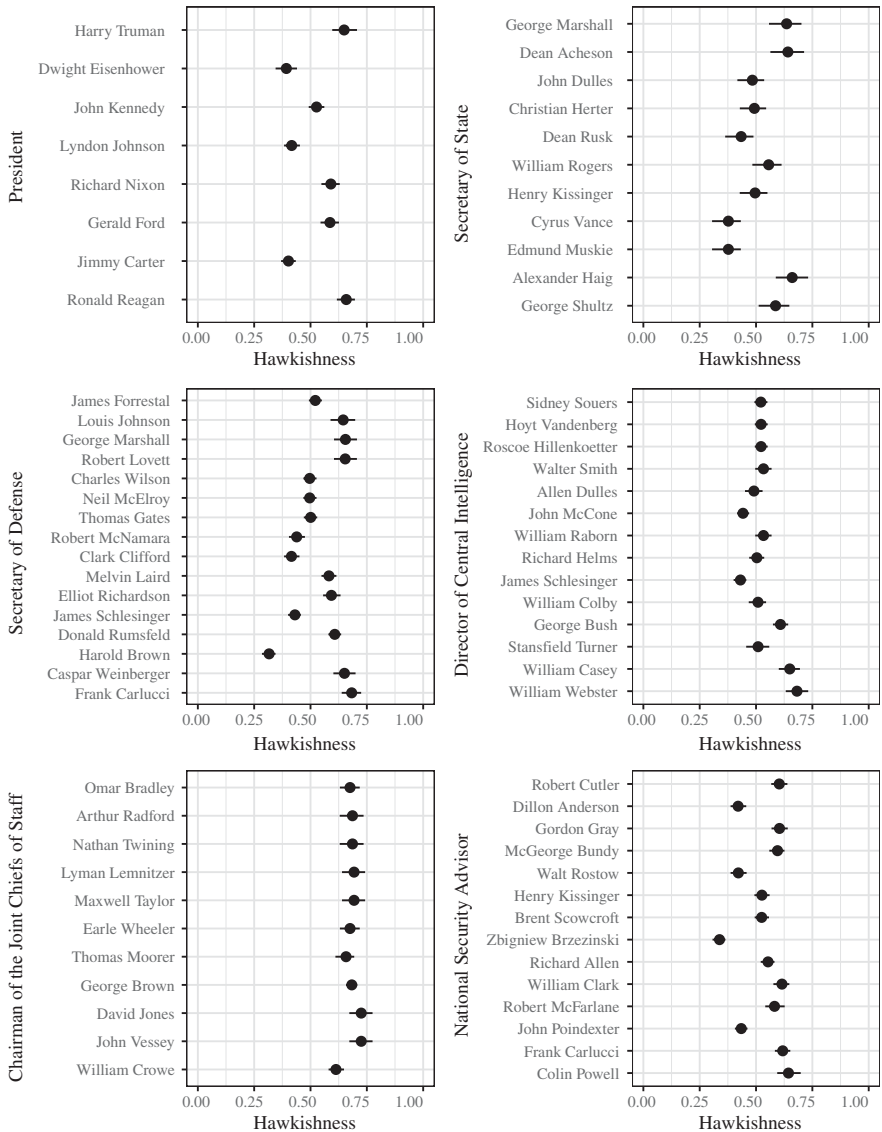 President
Harry Truman
Dwight Eisenhower
John Kennedy
Lyndon Johnson
Richard Nixon
Gerald Ford
Jimmy Carter
Ronald Reagan
0.00 0.25 0.50 0.75 1.00
Hawkishness
Secretary of State
George Marshall
Dean Acheson
John Dulles
Christian Herter
Dean Rusk
William Rogers
Henry Kissinger
Cyrus Vance
Edmund Muskie
Alexander Haig
George Shultz
0.00 0.25 0.50 0.75 1.00
Hawkishness
Secretary of Defense
James Forrestal
Louis Johnson
George Marshall
Robert Lovett
Charles Wilson
Neil McElroy
Thomas Gates
Robert McNamara
Clark Clifford
Melvin Laird
Elliot Richardson
James Schlesinger
Donald Rumsfeld
Harold Brown
Caspar Weinberger
Frank Carlucci
0.00 0.25 0.50 0.75 1.00
Hawkishness
Director of Central Intelligence
Sidney Souers
Hoyt Vandenberg
Roscoe Hillenkoetter
Walter Smith
Allen Dulles
John McCone
William Raborn
Richard Helms
James Schlesinger
William Colby
George Bush
Stansfield Turner
William Casey
William Webster
0.00 0.25 0.50 0.75 1.00
Hawkishness
Chairman of the Joint Chiefs of Staff
Omar Bradley
Arthur Radford
Nathan Twining
Lyman Lemnitzer
Maxwell Taylor
Earle Wheeler
Thomas Moorer
George Brown
David Jones
John Vessey
William Crowe
0.00 0.25 0.50 0.75 1.00
Hawkishness
National Security Advisor
Robert Cutler
Dillon Anderson
Gordon Gray
McGeorge Bundy
Walt Rostow
Henry Kissinger
Brent Scowcroft
Zbigniew Brzezinski
Richard Allen
William Clark
Robert McFarlane
John Poindexter
Frank Carlucci
Colin Powell
0.00 0.25 0.50 0.75 1.00
Hawkishness